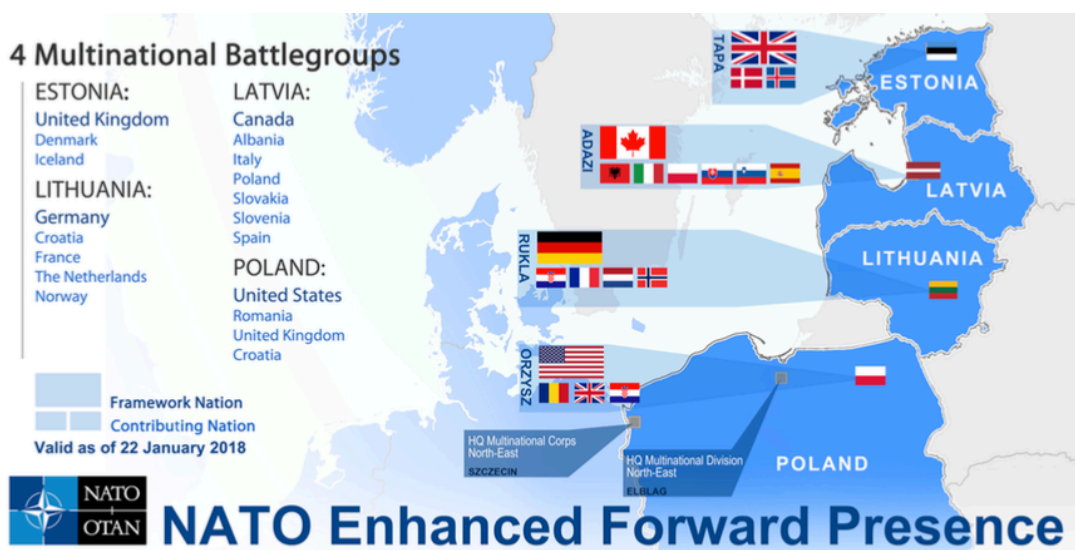 4 Multinational Battlegroups
ESTONIA:
United Kingdom
Denmark
Iceland
LITHUANIA:
Germany
Croatia
France
The Netherlands
Norway
LATVIA:
Canada
Albania
Italy
Poland
Slovakia
Slovenia
Spain
POLAND:
United States
Romania
United Kingdom
Croatia
Framework Nation
Contributing Nation
Valid as of 22 January 2018
TAPA
ESTONIA
ADAZI
LATVIA
RUKLA
LITHUANIA
ORZYSZ
HQ Multinational Corps
North-East
SZCZECIN
HQ Multinational Division
North-East
ELBLAG
POLAND
NATO
OTAN
NATO Enhanced Forward Presence